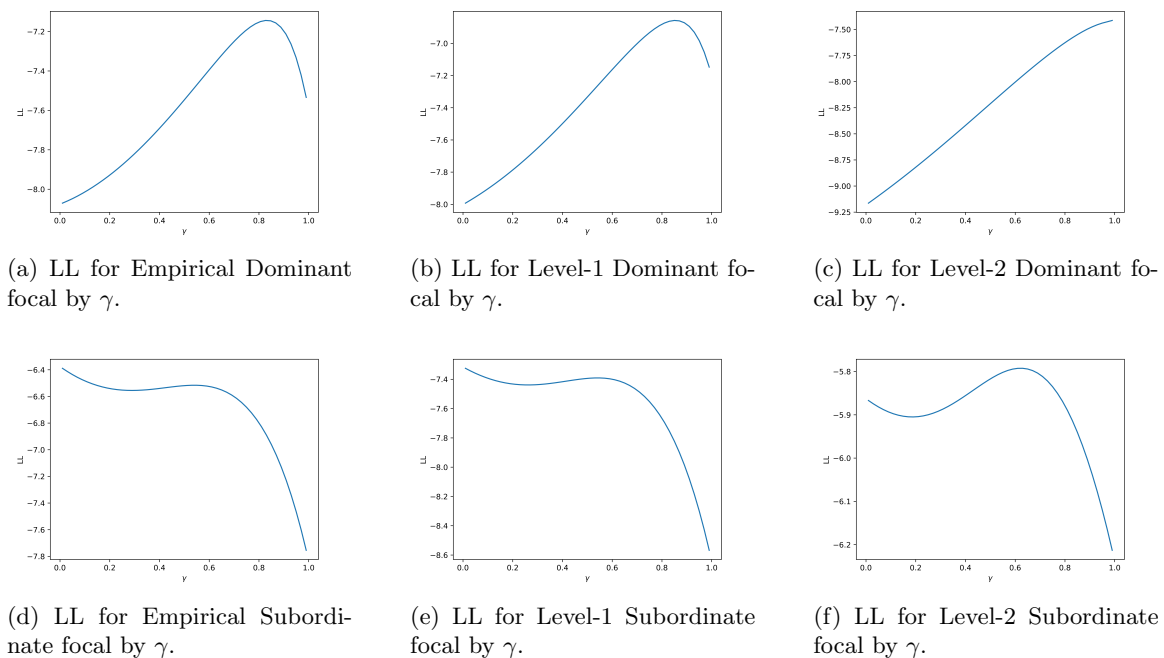 −7.2
−7.4
−7.6
−7.8
−8.0
LL
0.0 0.2 0.4 0.6 0.8 1.0
γ
(a) LL for Empirical Dominant
focal by γ.
−7.0
−7.2
−7.4
−7.6
−7.8
−8.0
LL
0.0 0.2 0.4 0.6 0.8 1.0
γ
(b) LL for Level-1 Dominant fo-
cal by γ.
−7.50
−7.75
−8.00
−8.25
−8.50
−8.75
−9.00
−9.25
LL
0.0 0.2 0.4 0.6 0.8 1.0
γ
(c) LL for Level-2 Dominant fo-
cal by γ.
−6.4
−6.6
−6.8
−7.0
−7.2
−7.4
−7.6
−7.8
LL
0.0 0.2 0.4 0.6 0.8 1.0
γ
(d) LL for Empirical Subordi-
nate focal by γ.
−7.4
−7.6
−7.8
−8.0
−8.2
−8.4
−8.6
LL
0.0 0.2 0.4 0.6 0.8 1.0
γ
(e) LL for Level-1 Subordinate
focal by γ.
−5.8
−5.9
−6.0
−6.1
−6.2
LL
0.0 0.2 0.4 0.6 0.8 1.0
γ
(f) LL for Level-2 Subordinate
focal by γ.